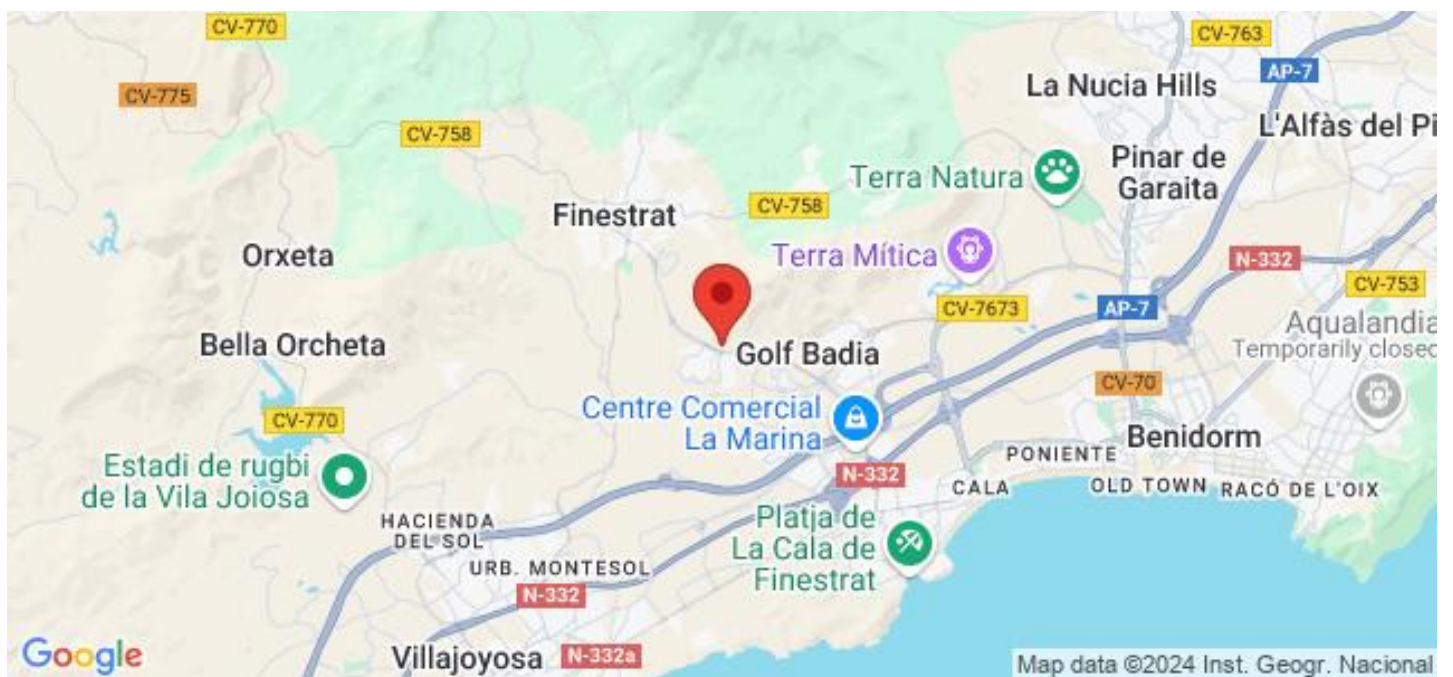 CV-770
CV-763
AP-7
La Nucia Hills
CV-775
CV-758
L'Alfàs del Pi
Pinar de
Garaita
Terra Natura
Finestrat
CV-758
Orxeta
Terra Mítica
N-332
CV-753
CV-7673
AP-7
Aqualandia
Temporarily closed
Bella Orcheta
Golf Badia
CV-70
Centre Comercial
La Marina
CV-770
Benidorm
PONIENTE
Estadi de rugbi
de la Vila Joiosa
N-332
CALA
OLD TOWN
RACÓ DE L'OIX
HACIENDA
DEL SOL
Platja de
La Cala de
Finestrat
URB. MONTESOL
N-332
Villajoyosa
N-332a
Google
Map data ©2024 Inst. Geogr. Nacional